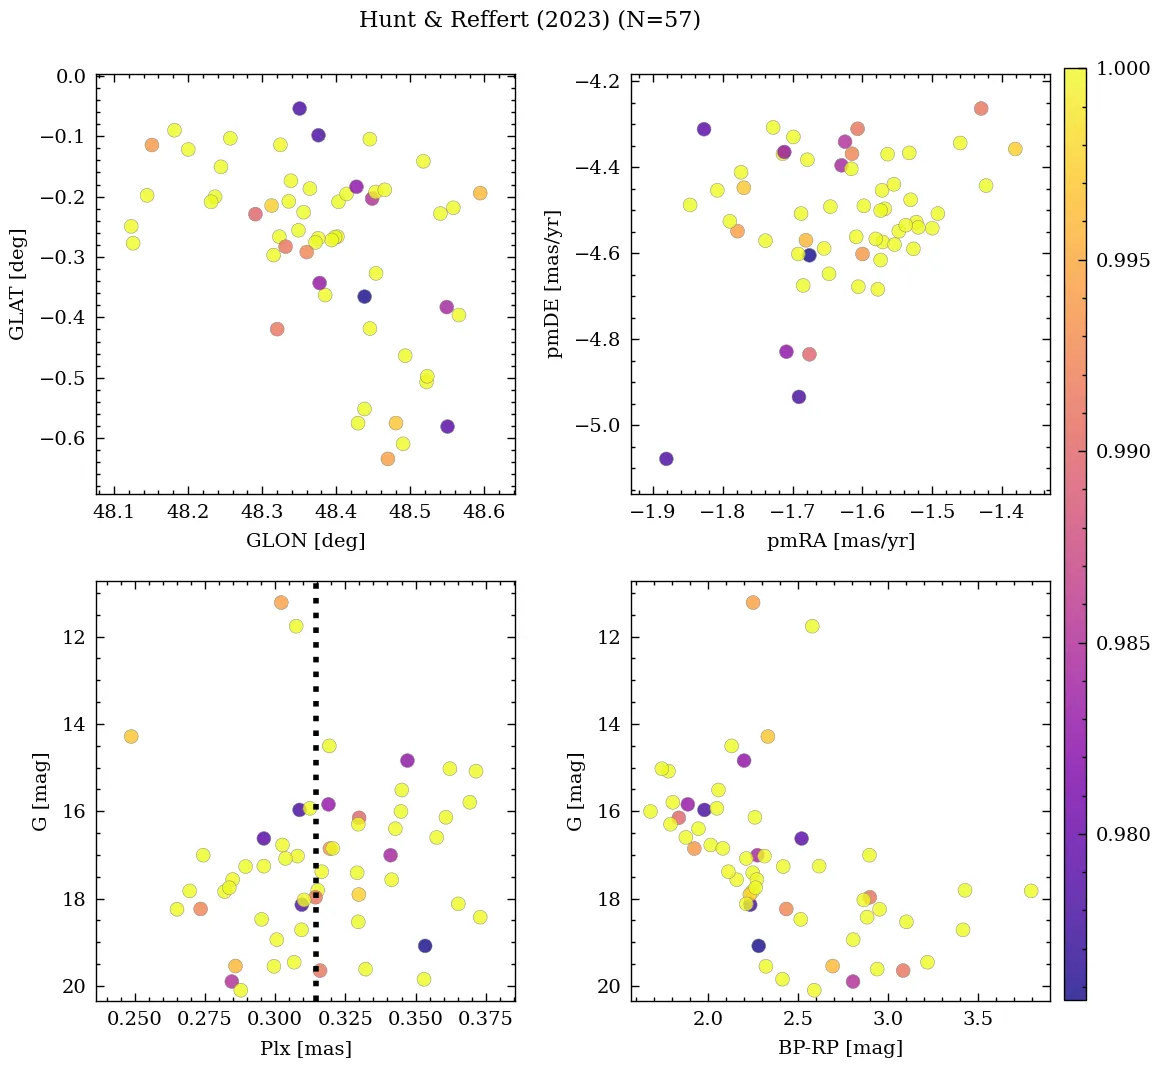 Hunt & Reffert (2023) (N=57)
0.0
−0.1
−0.2
−0.3
−0.4
−0.5
−0.6
GLAT [deg]
48.1 48.2 48.3 48.4 48.5 48.6
GLON [deg]
−4.2
−4.4
−4.6
−4.8
−5.0
pmDE [mas/yr]
−1.9 −1.8 −1.7 −1.6 −1.5 −1.4
pmRA [mas/yr]
12
14
16
18
20
G [mag]
0.250 0.275 0.300 0.325 0.350 0.375
Plx [mas]
12
14
16
18
20
G [mag]
2.0 2.5 3.0 3.5
BP-RP [mag]
1.000
0.995
0.990
0.985
0.980